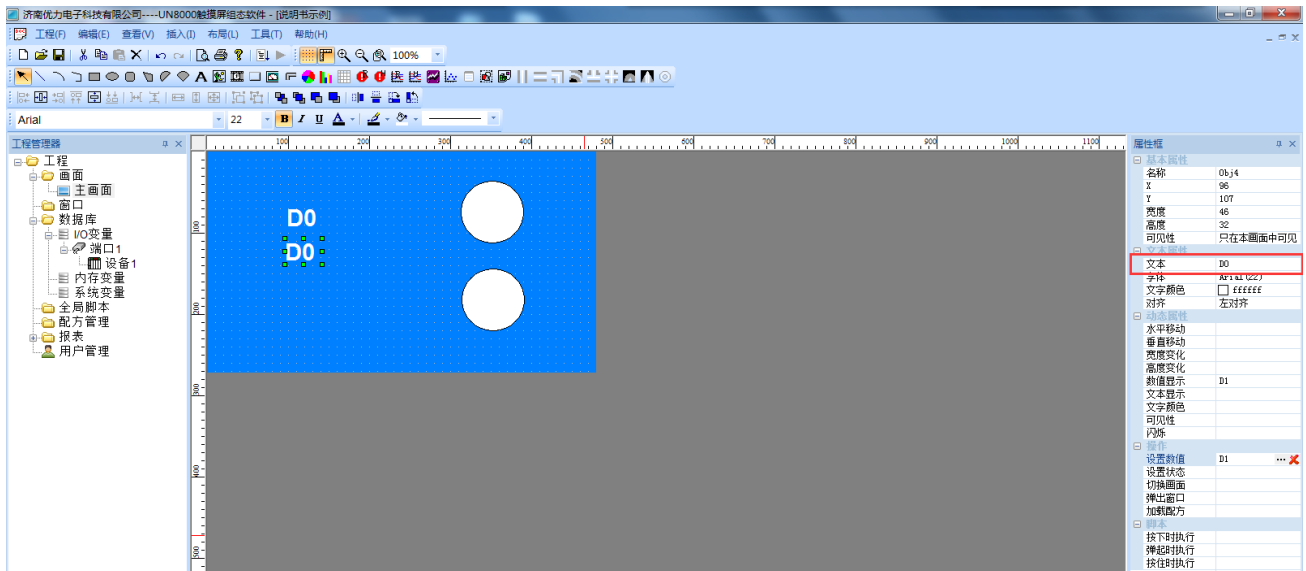 济南优力电子科技有限公司----UN8000触摸屏组态软件 - [说明书示例]
工程(F) 编辑(E) 查看(V) 插入(I) 布局(L) 工具(T) 帮助(H)
100%
Arial 22 B I U A
工程管理器
工程
画面
主画面
窗口
数据库
I/O变量
端口1
设备1
内存变量
系统变量
全局脚本
配方管理
报表
用户管理
100 200 300 400 500 600 700 800 900 1000 1100
100
200
300
400
500
D0
D0
属性框
基本属性
名称 Obj4
X 96
Y 107
宽度 46
高度 32
可见性 只在本画面中可见
文本属性
文本 D0
字体 Arial(22)
文字颜色 ffffff
对齐 左对齐
动态属性
水平移动
垂直移动
宽度变化
高度变化
数值显示 D1
文本显示
文字颜色
可见性
闪烁
操作
设置数值 D1 ...
设置状态
切换画面
弹出窗口
加载配方
脚本
按下时执行
弹起时执行
按住时执行